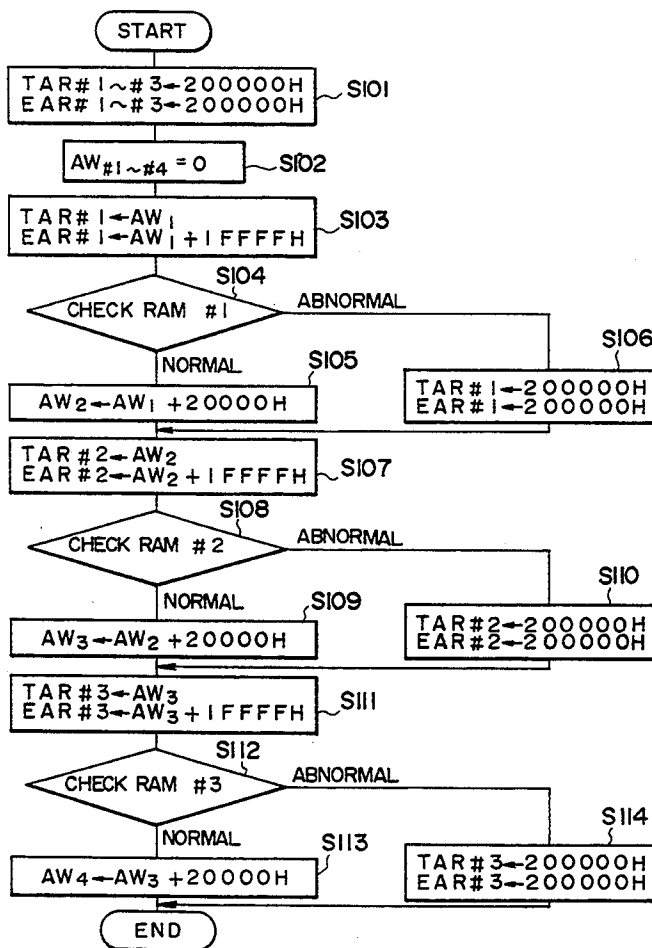 START
TAR#1~#3←200000H
EAR#1~#3←200000H
S101
AW#1~#4=0
S102
TAR#1←AW1
EAR#1←AW1+1FFFFH
S103
S104
CHECK RAM #1
ABNORMAL
NORMAL
S105
S106
AW2←AW1+20000H
TAR#1←200000H
EAR#1←200000H
TAR#2←AW2
EAR#2←AW2+1FFFFH
S107
S108
CHECK RAM #2
ABNORMAL
NORMAL
S109
S110
AW3←AW2+20000H
TAR#2←200000H
EAR#2←200000H
TAR#3←AW3
EAR#3←AW3+1FFFFH
S111
S112
CHECK RAM #3
ABNORMAL
NORMAL
S113
S114
AW4←AW3+20000H
TAR#3←200000H
EAR#3←200000H
END